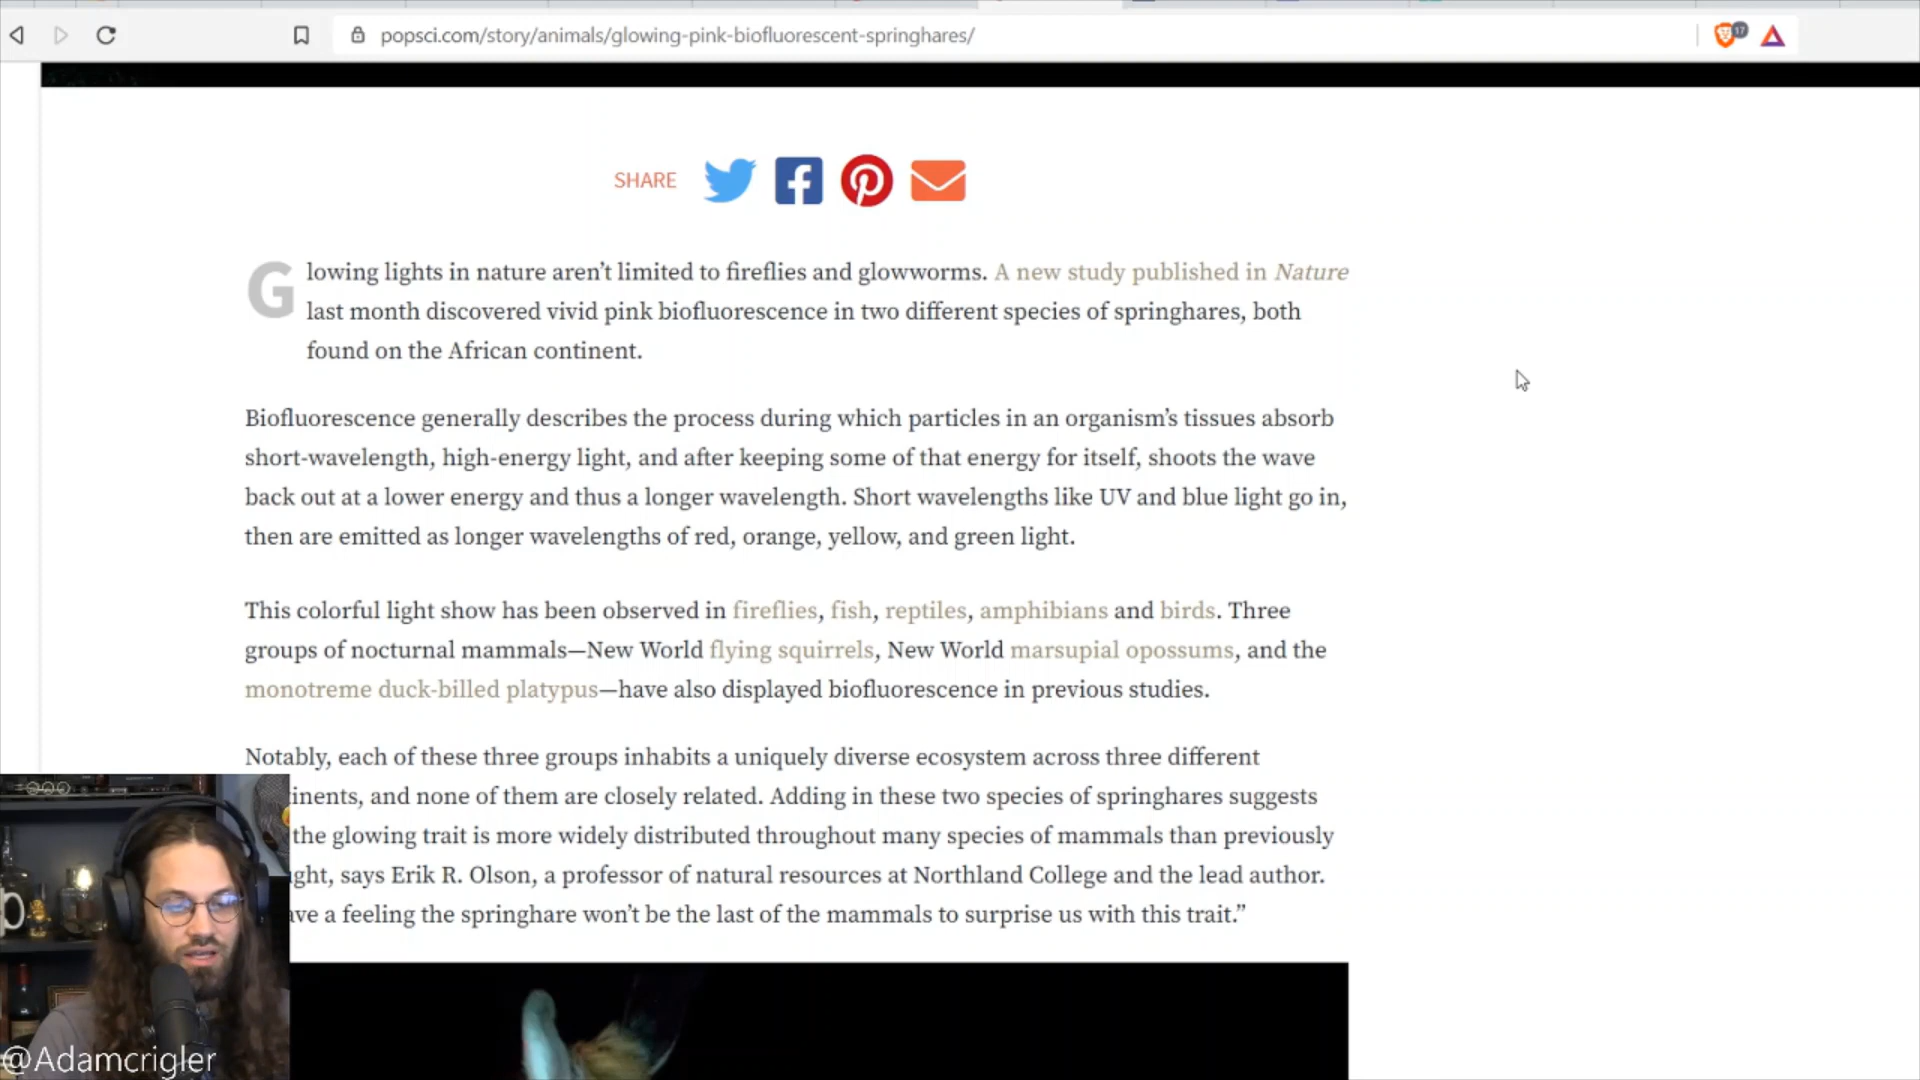 popsci.com/story/animals/glowing-pink-biofluorescent-springhares/
17
SHARE
Glowing lights in nature aren’t limited to fireflies and glowworms. A new study published in Nature
last month discovered vivid pink biofluorescence in two different species of springhares, both
found on the African continent.
Biofluorescence generally describes the process during which particles in an organism’s tissues absorb
short-wavelength, high-energy light, and after keeping some of that energy for itself, shoots the wave
back out at a lower energy and thus a longer wavelength. Short wavelengths like UV and blue light go in,
then are emitted as longer wavelengths of red, orange, yellow, and green light.
This colorful light show has been observed in fireflies, fish, reptiles, amphibians and birds. Three
groups of nocturnal mammals—New World flying squirrels, New World marsupial opossums, and the
monotreme duck-billed platypus—have also displayed biofluorescence in previous studies.
Notably, each of these three groups inhabits a uniquely diverse ecosystem across three different
inents, and none of them are closely related. Adding in these two species of springhares suggests
the glowing trait is more widely distributed throughout many species of mammals than previously
ght, says Erik R. Olson, a professor of natural resources at Northland College and the lead author.
ave a feeling the springhare won’t be the last of the mammals to surprise us with this trait.”
@Adamcrigler